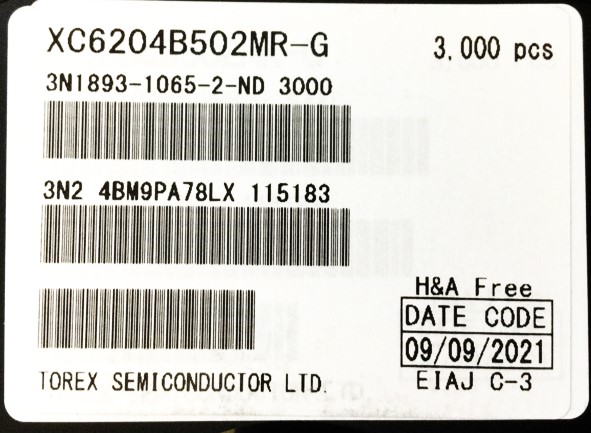 XC6204B502MR-G
3,000 pcs
3N1893-1065-2-ND 3000
3N2 4BM9PA78LX 115183
H&A Free
DATE CODE
09/09/2021
EIAJ C-3
TOREX SEMICONDUCTOR LTD.